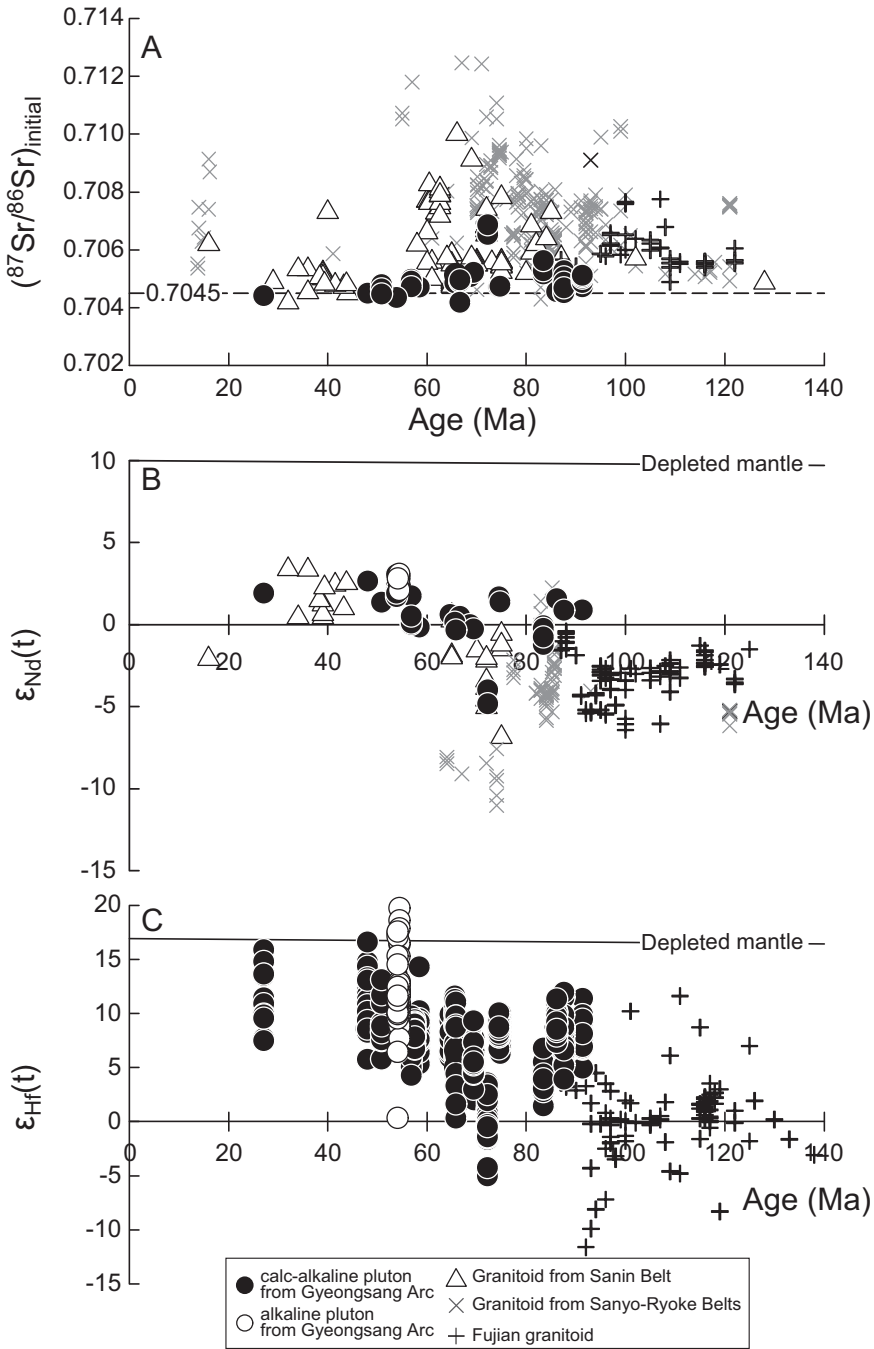 A
0.714
0.712
0.710
0.708
0.706
0.704
0.702
(⁸⁷Sr/⁸⁶Sr)initial
0.7045
0 20 40 60 80 100 120 140
Age (Ma)
B
10
5
0
-5
-10
-15
εNd(t)
Depleted mantle
0 20 40 60 80 100 120 140
Age (Ma)
C
20
15
10
5
0
-5
-10
-15
εHf(t)
Depleted mantle
0 20 40 60 80 100 120 140
Age (Ma)
calc-alkaline pluton
from Gyeongsang Arc
alkaline pluton
from Gyeongsang Arc
Granitoid from Sanin Belt
Granitoid from Sanyo-Ryoke Belts
Fujian granitoid